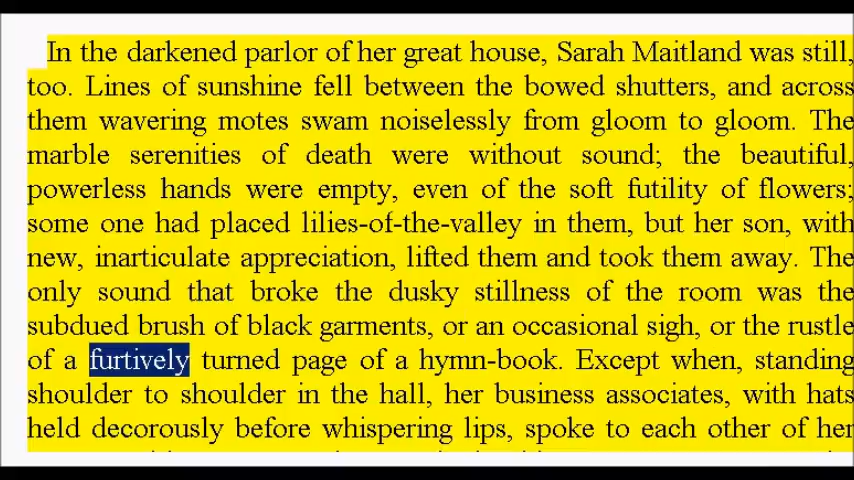 In the darkened parlor of her great house, Sarah Maitland was still,
too. Lines of sunshine fell between the bowed shutters, and across
them wavering motes swam noiselessly from gloom to gloom. The
marble serenities of death were without sound; the beautiful,
powerless hands were empty, even of the soft futility of flowers;
some one had placed lilies-of-the-valley in them, but her son, with
new, inarticulate appreciation, lifted them and took them away. The
only sound that broke the dusky stillness of the room was the
subdued brush of black garments, or an occasional sigh, or the rustle
of a furtively turned page of a hymn-book. Except when, standing
shoulder to shoulder in the hall, her business associates, with hats
held decorously before whispering lips, spoke to each other of her